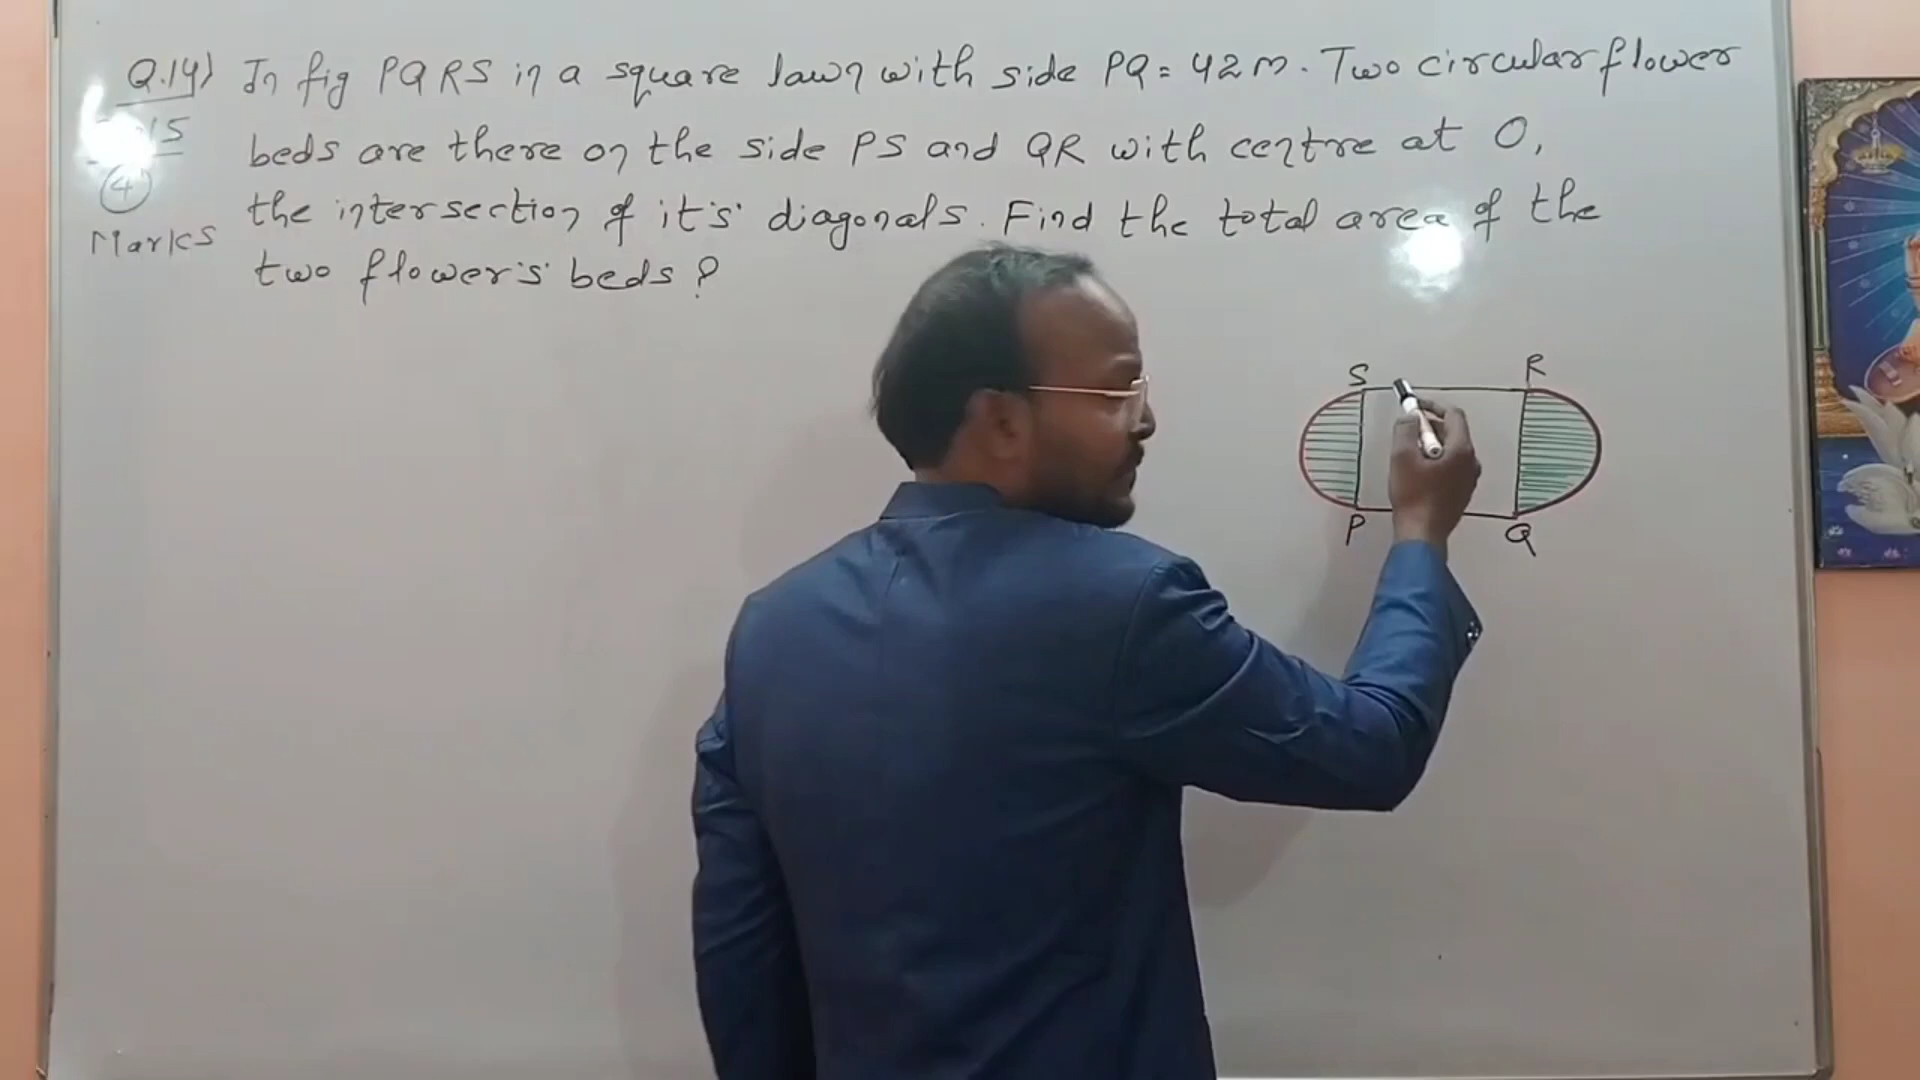 Q.14) In fig PQRS in a square lawn with side PQ = 42 m. Two circular flower
15 beds are there on the side PS and QR with centre at O,
4 the intersection of it's diagonals. Find the total area of the
Marks two flower's beds?
S R
P Q